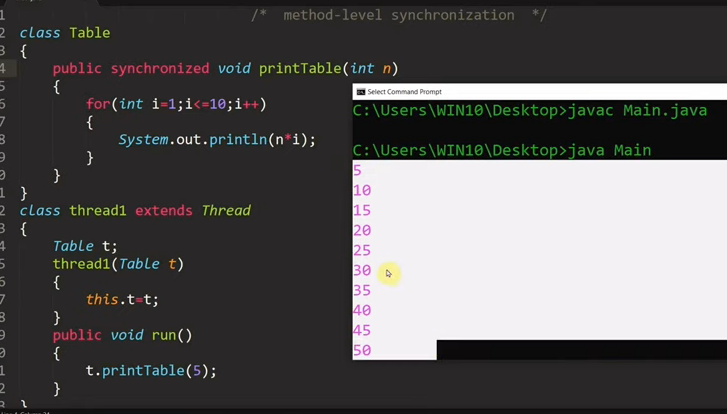 /*  method-level synchronization  */
class Table
{
public synchronized void printTable(int n)
{
for(int i=1;i<=10;i++)
{
System.out.println(n*i);
}
}
}
class thread1 extends Thread
{
Table t;
thread1(Table t)
{
this.t=t;
}
public void run()
{
t.printTable(5);
}
}
Select Command Prompt
C:\Users\WIN10\Desktop>javac Main.java
C:\Users\WIN10\Desktop>java Main
5
10
15
20
25
30
35
40
45
50